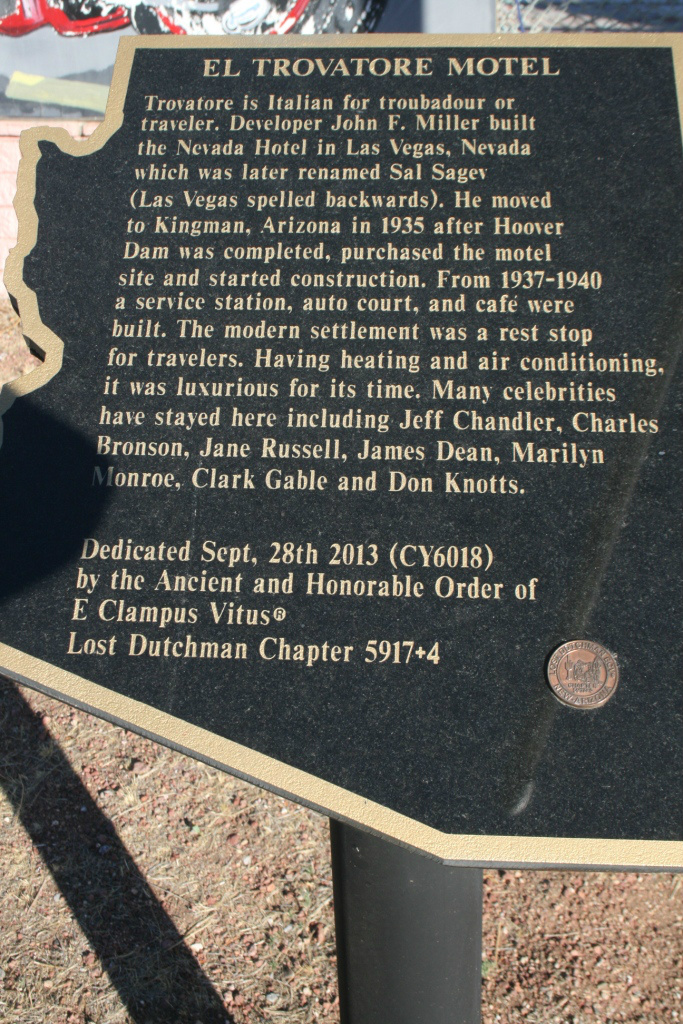 EL TROVATORE MOTEL
Trovatore is Italian for troubadour or
traveler. Developer John F. Miller built
the Nevada Hotel in Las Vegas, Nevada
which was later renamed Sal Sagev
(Las Vegas spelled backwards). He moved
to Kingman, Arizona in 1935 after Hoover
Dam was completed, purchased the motel
site and started construction. From 1937-1940
a service station, auto court, and café were
built. The modern settlement was a rest stop
for travelers. Having heating and air conditioning,
it was luxurious for its time. Many celebrities
have stayed here including Jeff Chandler, Charles
Bronson, Jane Russell, James Dean, Marilyn
Monroe, Clark Gable and Don Knotts.
Dedicated Sept, 28th 2013 (CY6018)
by the Ancient and Honorable Order of
E Clampus Vitus®
Lost Dutchman Chapter 5917+4